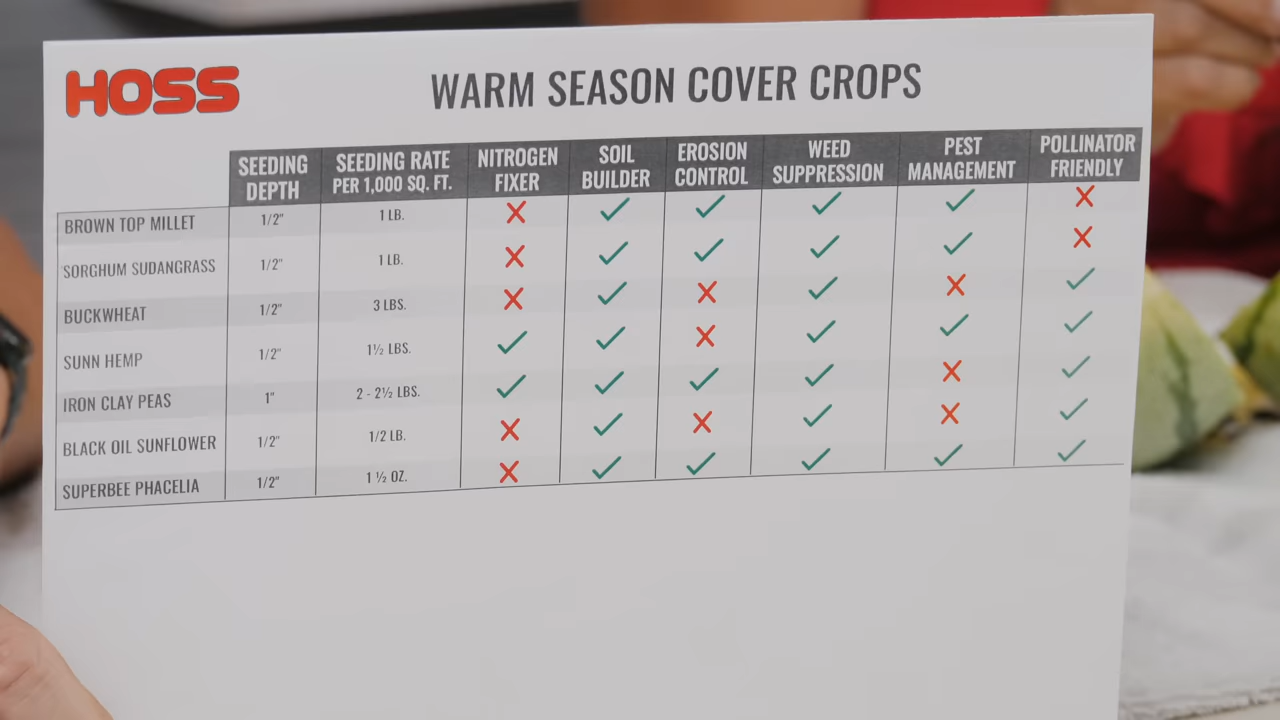 HOSS
WARM SEASON COVER CROPS
SEEDING DEPTH SEEDING RATE PER 1,000 SQ. FT. NITROGEN FIXER SOIL BUILDER EROSION CONTROL WEED SUPPRESSION PEST MANAGEMENT POLLINATOR FRIENDLY
BROWN TOP MILLET 1/2" 1 LB. ✗ ✓ ✓ ✓ ✓ ✗
SORGHUM SUDANGRASS 1/2" 1 LB. ✗ ✓ ✓ ✓ ✓ ✗
BUCKWHEAT 1/2" 3 LBS. ✗ ✓ ✗ ✓ ✗ ✓
SUNN HEMP 1/2" 1½ LBS. ✓ ✓ ✗ ✓ ✓ ✓
IRON CLAY PEAS 1" 2 - 2½ LBS. ✓ ✓ ✓ ✓ ✗ ✓
BLACK OIL SUNFLOWER 1/2" 1/2 LB. ✗ ✓ ✗ ✓ ✗ ✓
SUPERBEE PHACELIA 1/2" 1 ½ OZ. ✗ ✓ ✓ ✓ ✓ ✓